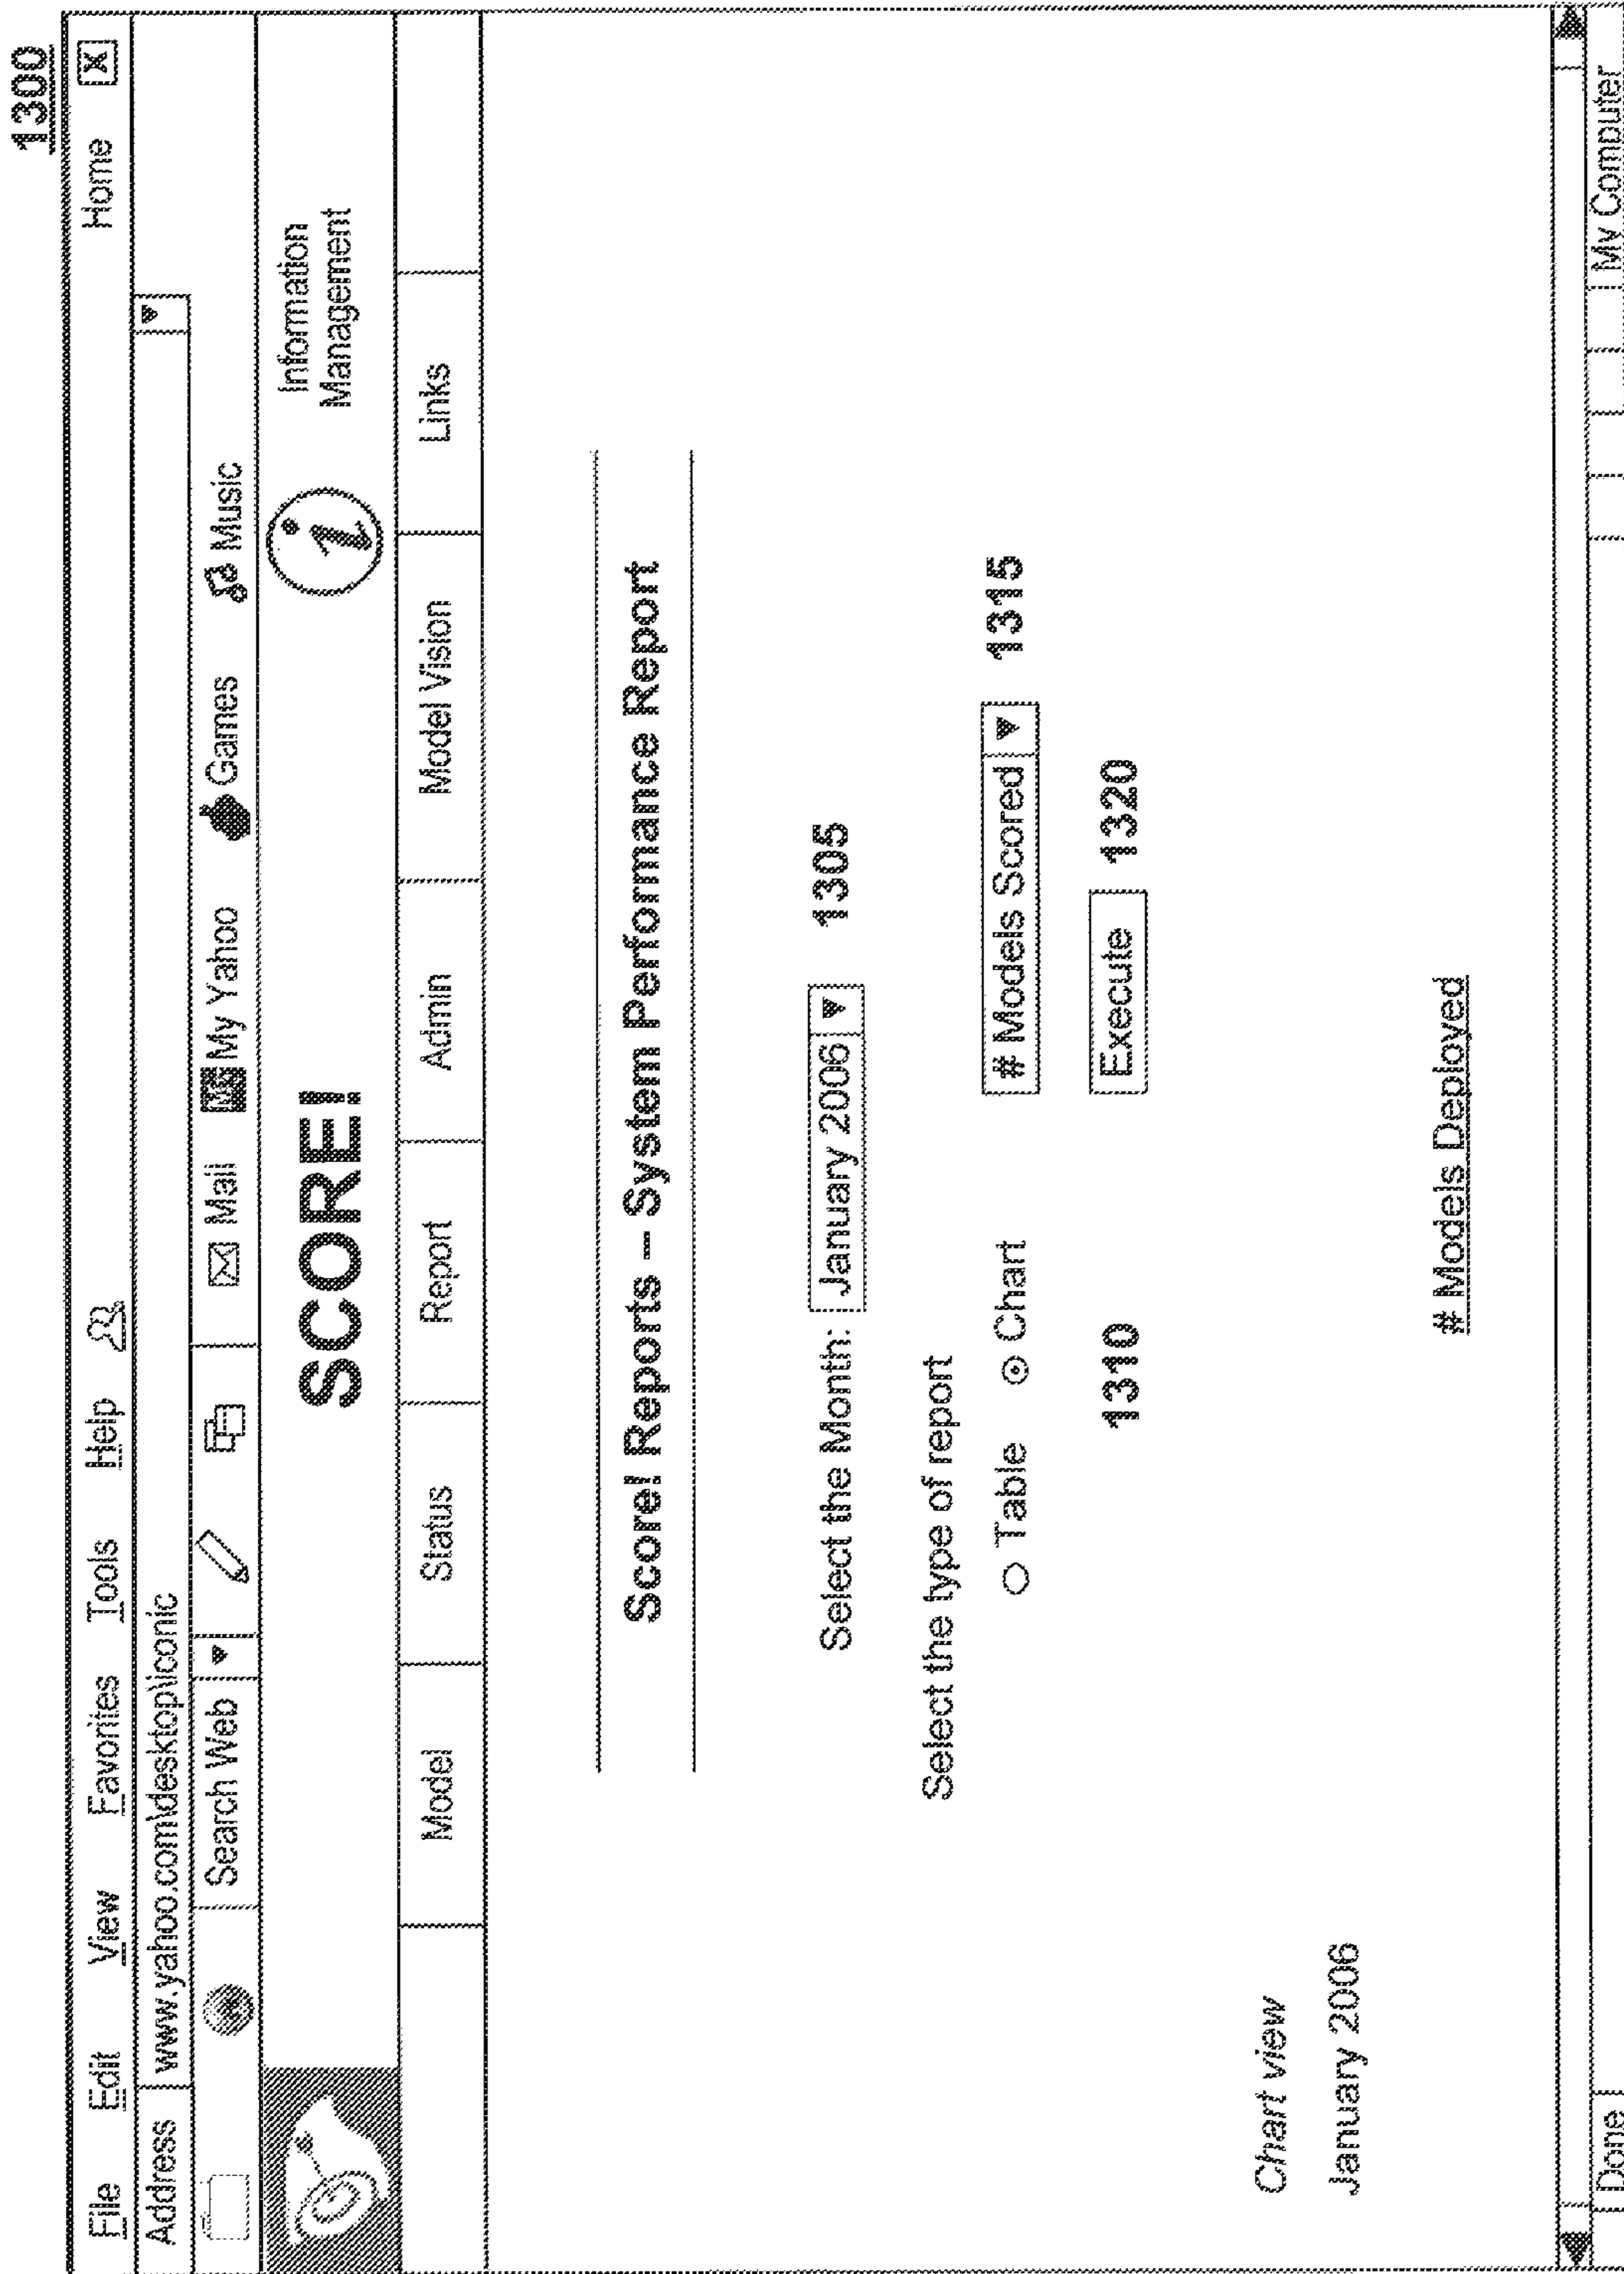 1300
File Edit View Favorites Tools Help Home X
Address www.yahoo.com\desktop\iconic
Search Web Mail My My Yahoo Games Music
SCORE! i Information
Management
Model Status Report Admin Model Vision Links
Score! Reports – System Performance Report
Select the Month: January 2006 1305
Select the type of report
Table Chart # Models Scored 1315
1310 Execute 1320
Chart view
January 2006
# Models Deployed
Done My Computer